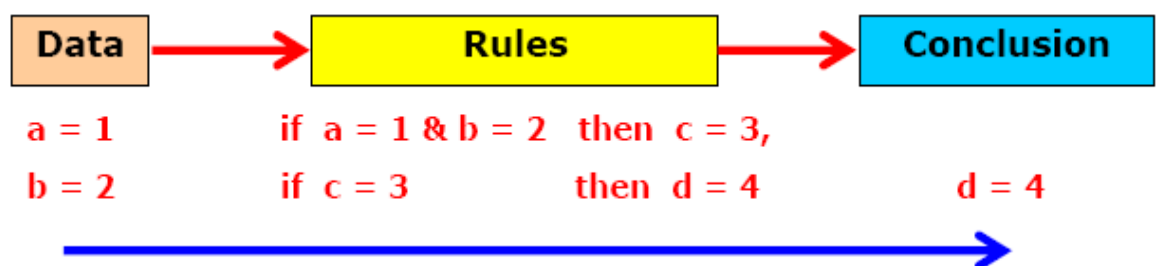 Data Rules Conclusion
a = 1 if a = 1 & b = 2 then c = 3,
b = 2 if c = 3 then d = 4 d = 4